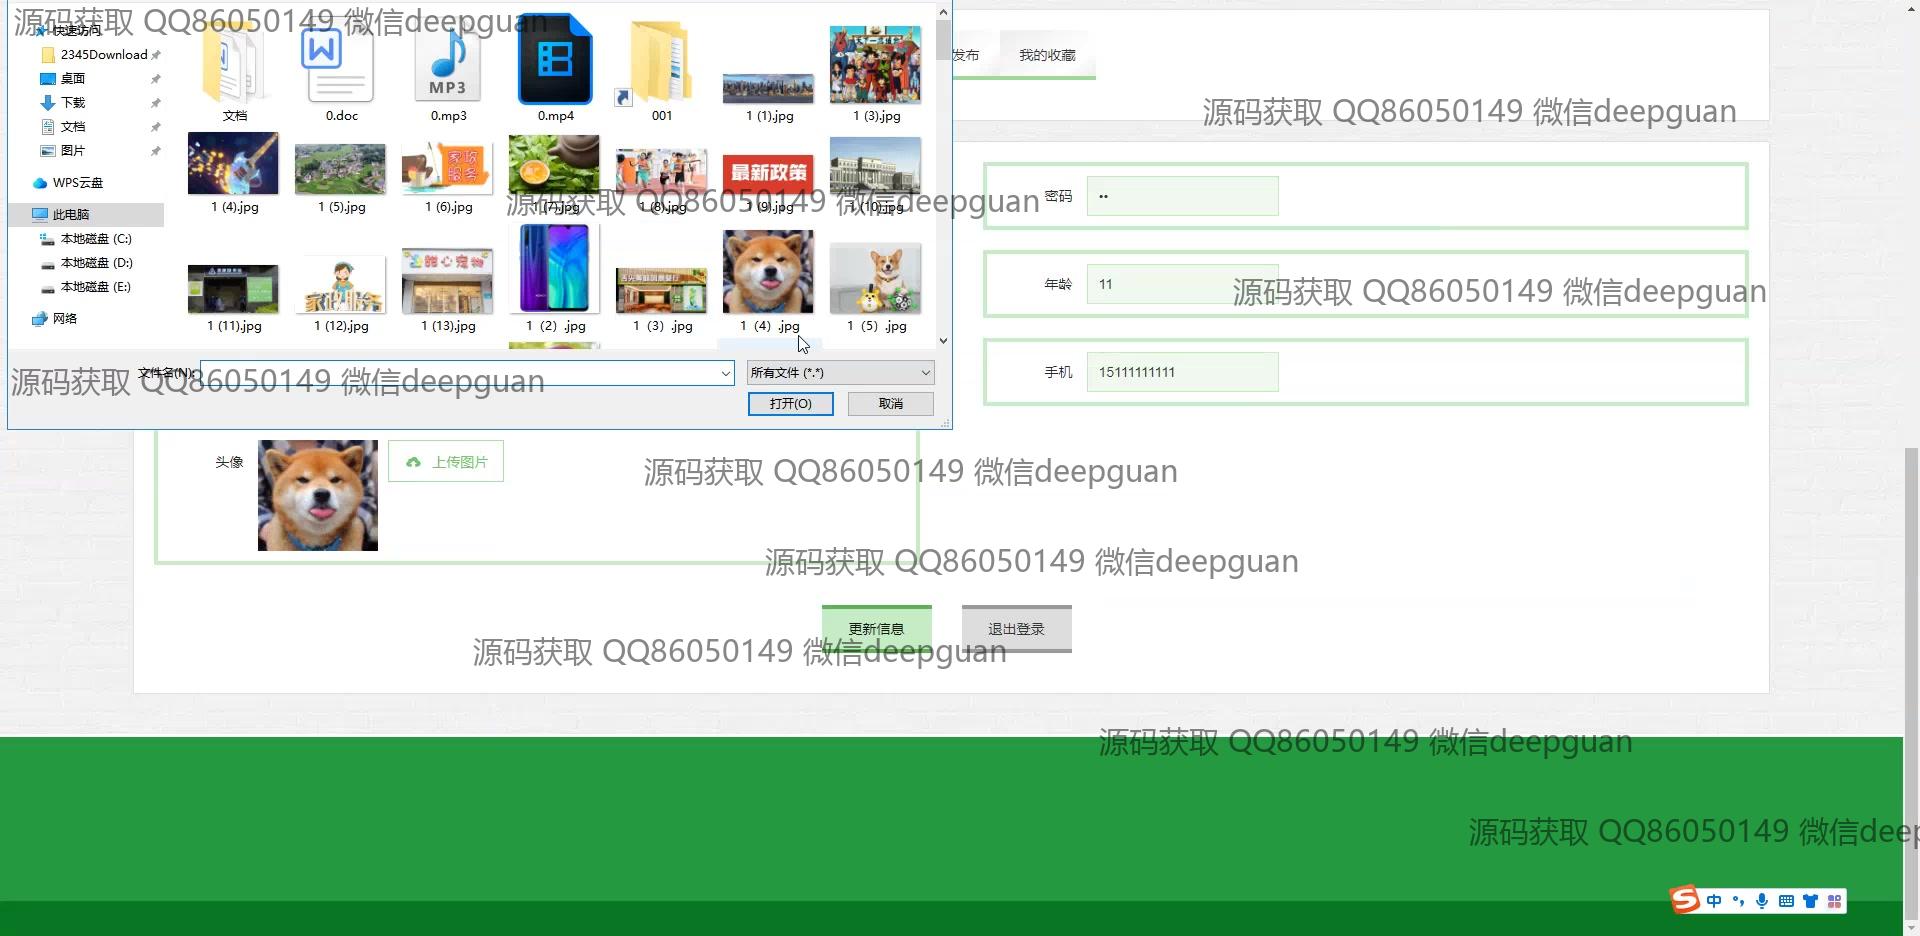 源码获取 QQ86050149 微信deepguan
快速访问
2345Download
桌面
下载
文档
图片
WPS云盘
此电脑
本地磁盘 (C:)
本地磁盘 (D:)
本地磁盘 (E:)
网络
MP3
文档
0.doc
0.mp3
0.mp4
001
1 (1).jpg
1 (3).jpg
家政
服务
最新政策
1 (4).jpg
1 (5).jpg
1 (6).jpg
1 (7).jpg
1 (8).jpg
1 (9).jpg
1 (10).jpg
源码获取 QQ86050149 微信deepguan
甜心宠物
家政服务
1 (11).jpg
1 (12).jpg
1 (13).jpg
1（2）.jpg
1（3）.jpg
1（4）.jpg
1（5）.jpg
文件名(N):
所有文件 (*.*)
源码获取 QQ86050149 微信deepguan
打开(O)
取消
发布
我的收藏
源码获取 QQ86050149 微信deepguan
密码
••
年龄
11
源码获取 QQ86050149 微信deepguan
手机
15111111111
头像
上传图片
源码获取 QQ86050149 微信deepguan
源码获取 QQ86050149 微信deepguan
更新信息
退出登录
源码获取 QQ86050149 微信deepguan
源码获取 QQ86050149 微信deepguan
源码获取 QQ86050149 微信deep
中